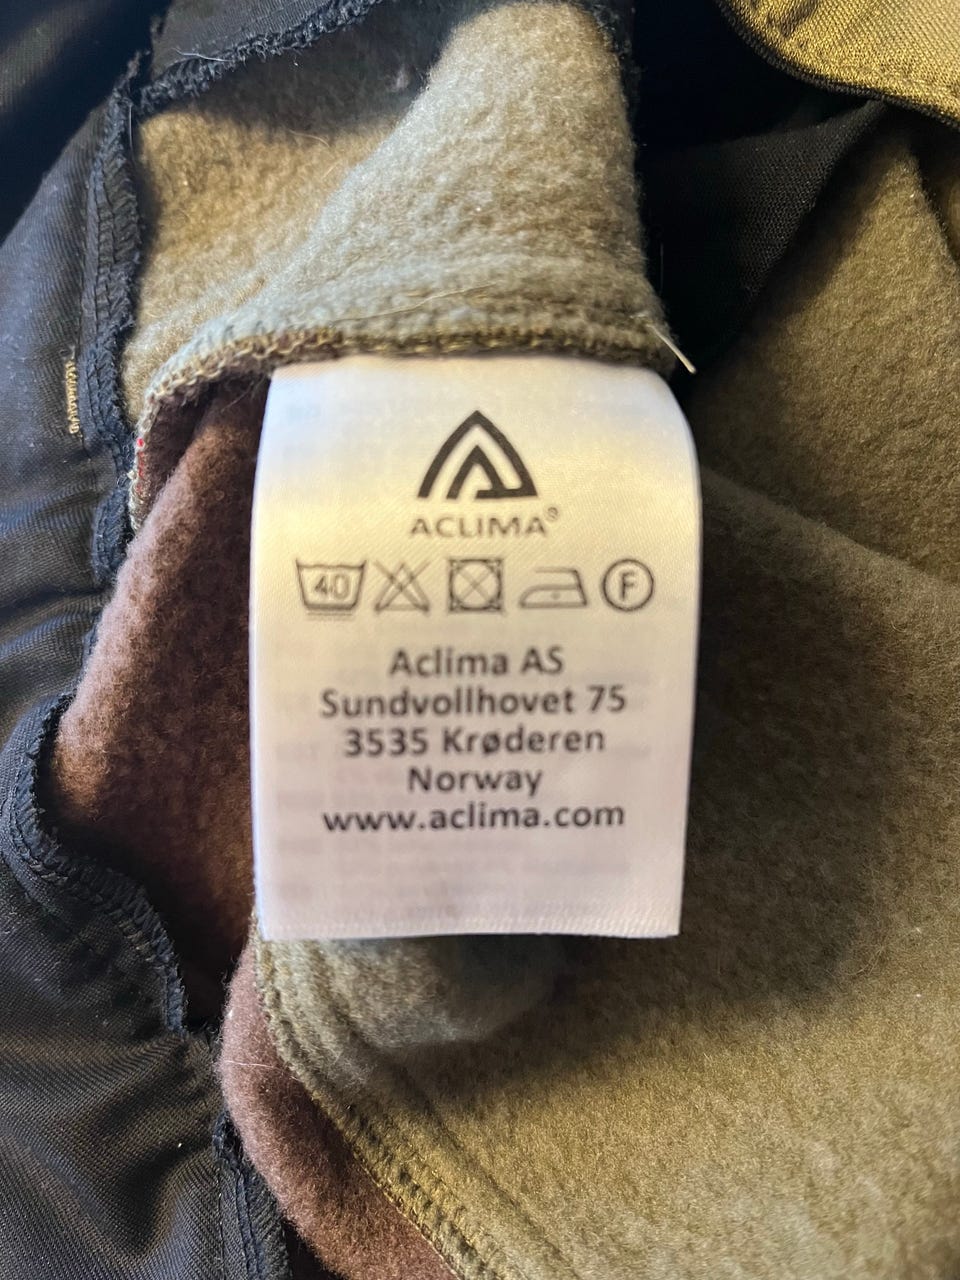 ACLIMA®
40 F
Aclima AS
Sundvollhovet 75
3535 Krøderen
Norway
www.aclima.com